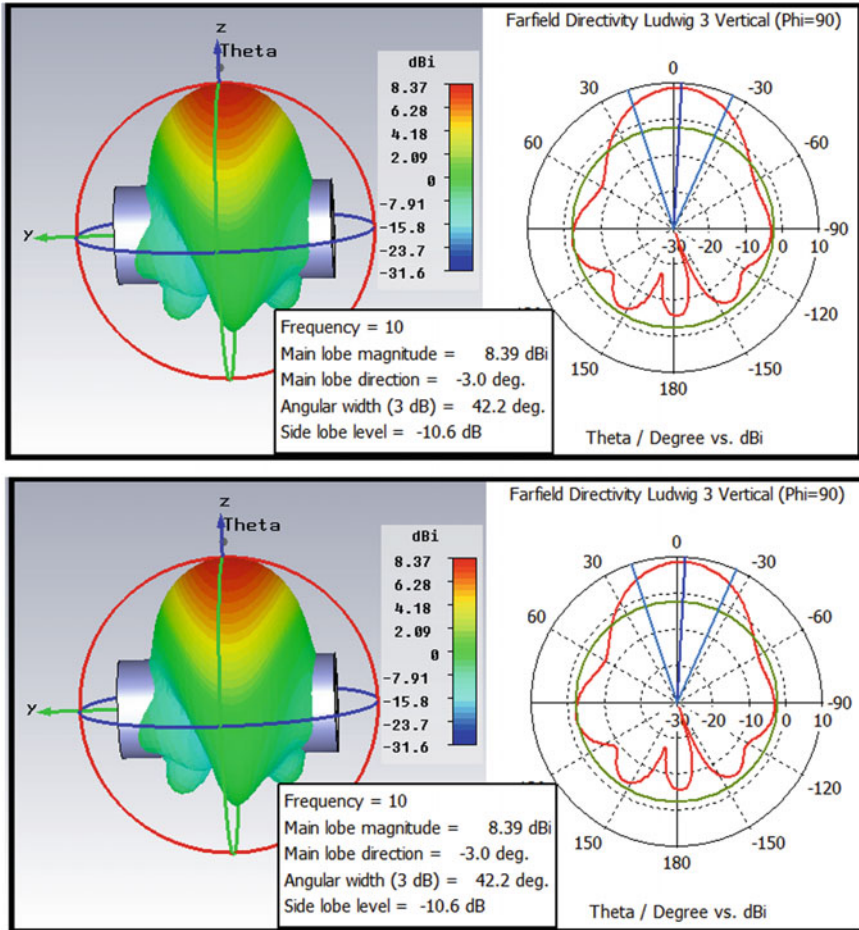 z
Theta
Y
dBi
8.37
6.28
4.18
2.09
0
-7.91
-15.8
-23.7
-31.6
Frequency = 10
Main lobe magnitude = 8.39 dBi
Main lobe direction = -3.0 deg.
Angular width (3 dB) = 42.2 deg.
Side lobe level = -10.6 dB
Farfield Directivity Ludwig 3 Vertical (Phi=90)
0
30
-30
60
-60
-90
-30
-20
-10
0
10
-120
150
-150
180
Theta / Degree vs. dBi
z
Theta
Y
dBi
8.37
6.28
4.18
2.09
0
-7.91
-15.8
-23.7
-31.6
Frequency = 10
Main lobe magnitude = 8.39 dBi
Main lobe direction = -3.0 deg.
Angular width (3 dB) = 42.2 deg.
Side lobe level = -10.6 dB
Farfield Directivity Ludwig 3 Vertical (Phi=90)
0
30
-30
60
-60
-90
-30
-20
-10
0
10
-120
150
-150
180
Theta / Degree vs. dBi